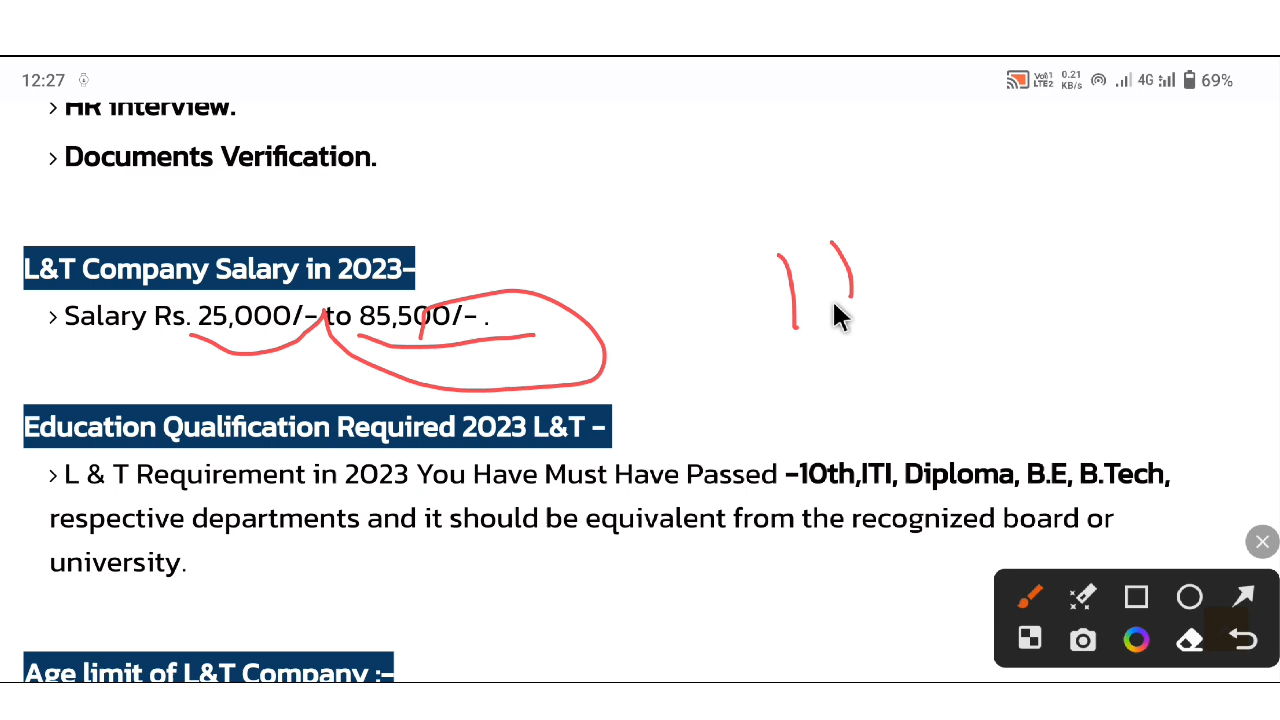 12:27 Vol1 LTE2 0.21 KB/s 4G 69%
› HR Interview.
› Documents Verification.
L&T Company Salary in 2023-
› Salary Rs. 25,000/- to 85,500/- .
Education Qualification Required 2023 L&T -
› L & T Requirement in 2023 You Have Must Have Passed -10th,ITI, Diploma, B.E, B.Tech,
respective departments and it should be equivalent from the recognized board or
university.
Age limit of L&T Company :-